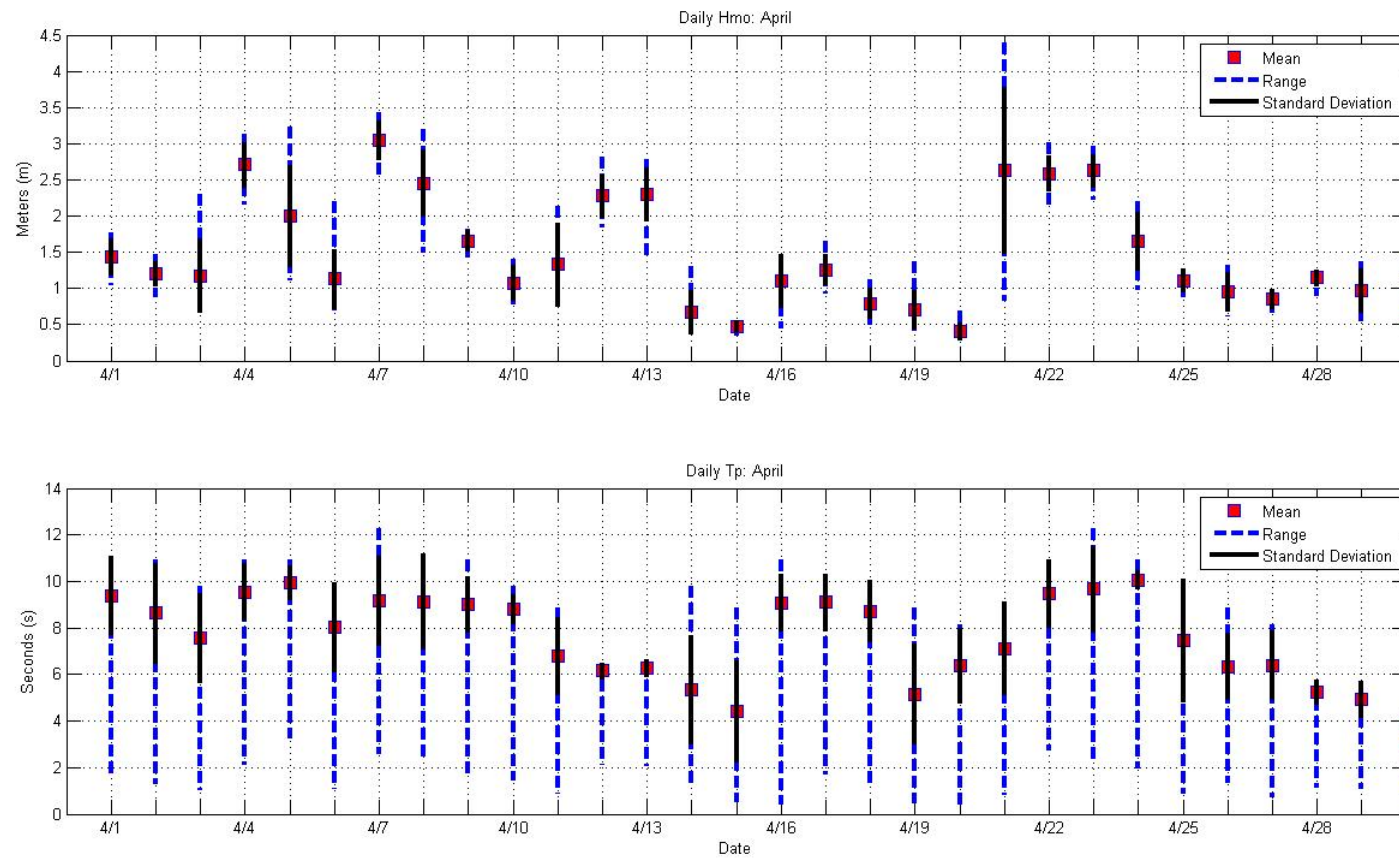 Daily Hmo: April
Meters (m)
4.5
4
3.5
3
2.5
2
1.5
1
0.5
0
Mean
Range
Standard Deviation
4/1 4/4 4/7 4/10 4/13 4/16 4/19 4/22 4/25 4/28
Date
Daily Tp: April
Seconds (s)
14
12
10
8
6
4
2
0
Mean
Range
Standard Deviation
4/1 4/4 4/7 4/10 4/13 4/16 4/19 4/22 4/25 4/28
Date